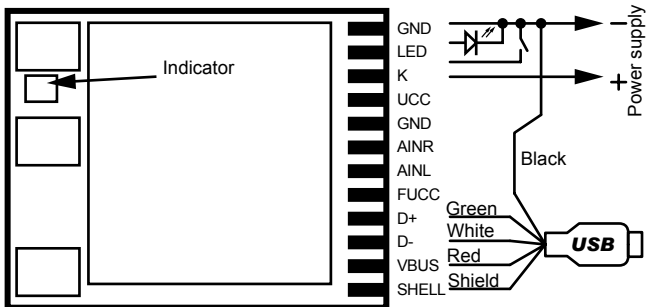 Indicator
GND
LED
K
UCC
GND
AINR
AINL
FUCC
D+
D-
VBUS
SHELL
−
+
Power supply
Black
Green
White
Red
Shield
USB